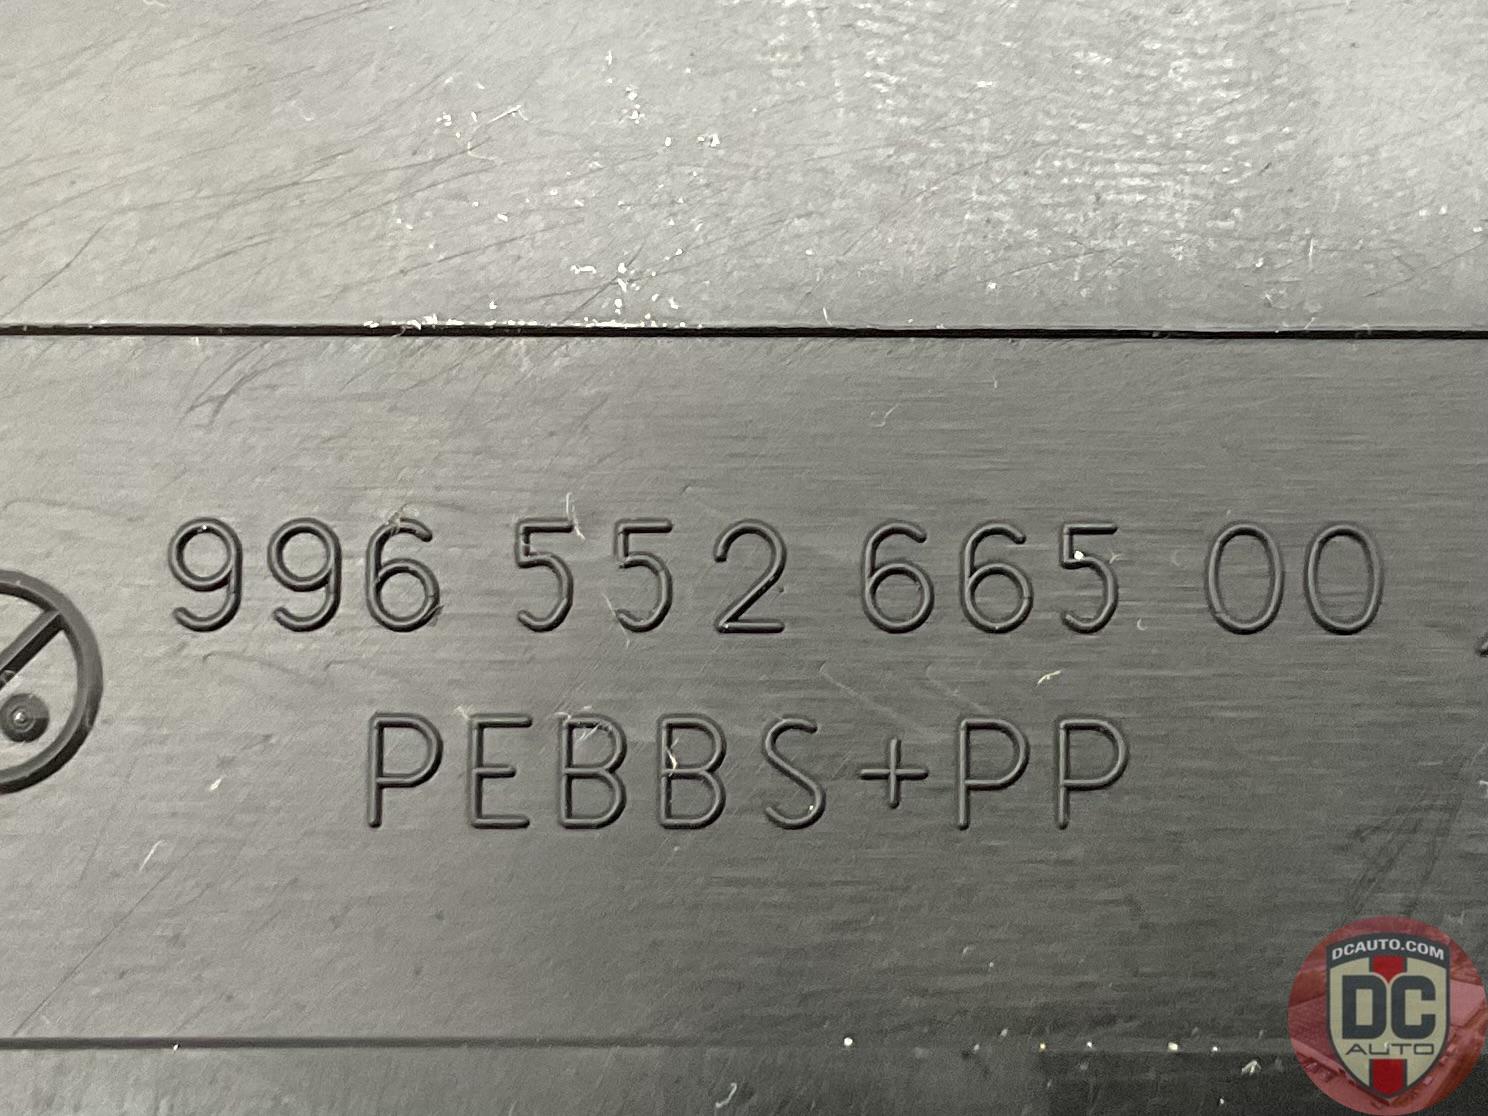 996 552 665 00
PEBBS+PP
DCAUTO.COM
DC
AUTO